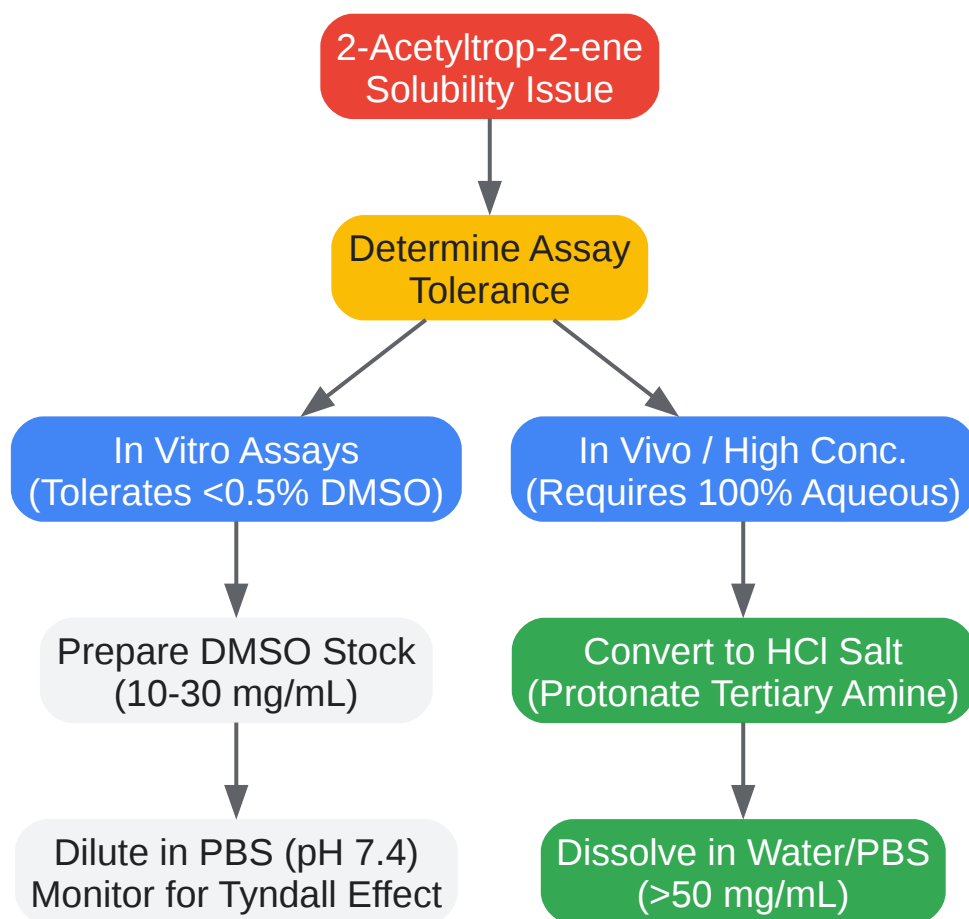 2-Acetyltrop-2-ene
Solubility Issue
Determine Assay
Tolerance
In Vitro Assays
(Tolerates <0.5% DMSO)
In Vivo / High Conc.
(Requires 100% Aqueous)
Prepare DMSO Stock
(10-30 mg/mL)
Convert to HCl Salt
(Protonate Tertiary Amine)
Dilute in PBS (pH 7.4)
Monitor for Tyndall Effect
Dissolve in Water/PBS
(>50 mg/mL)